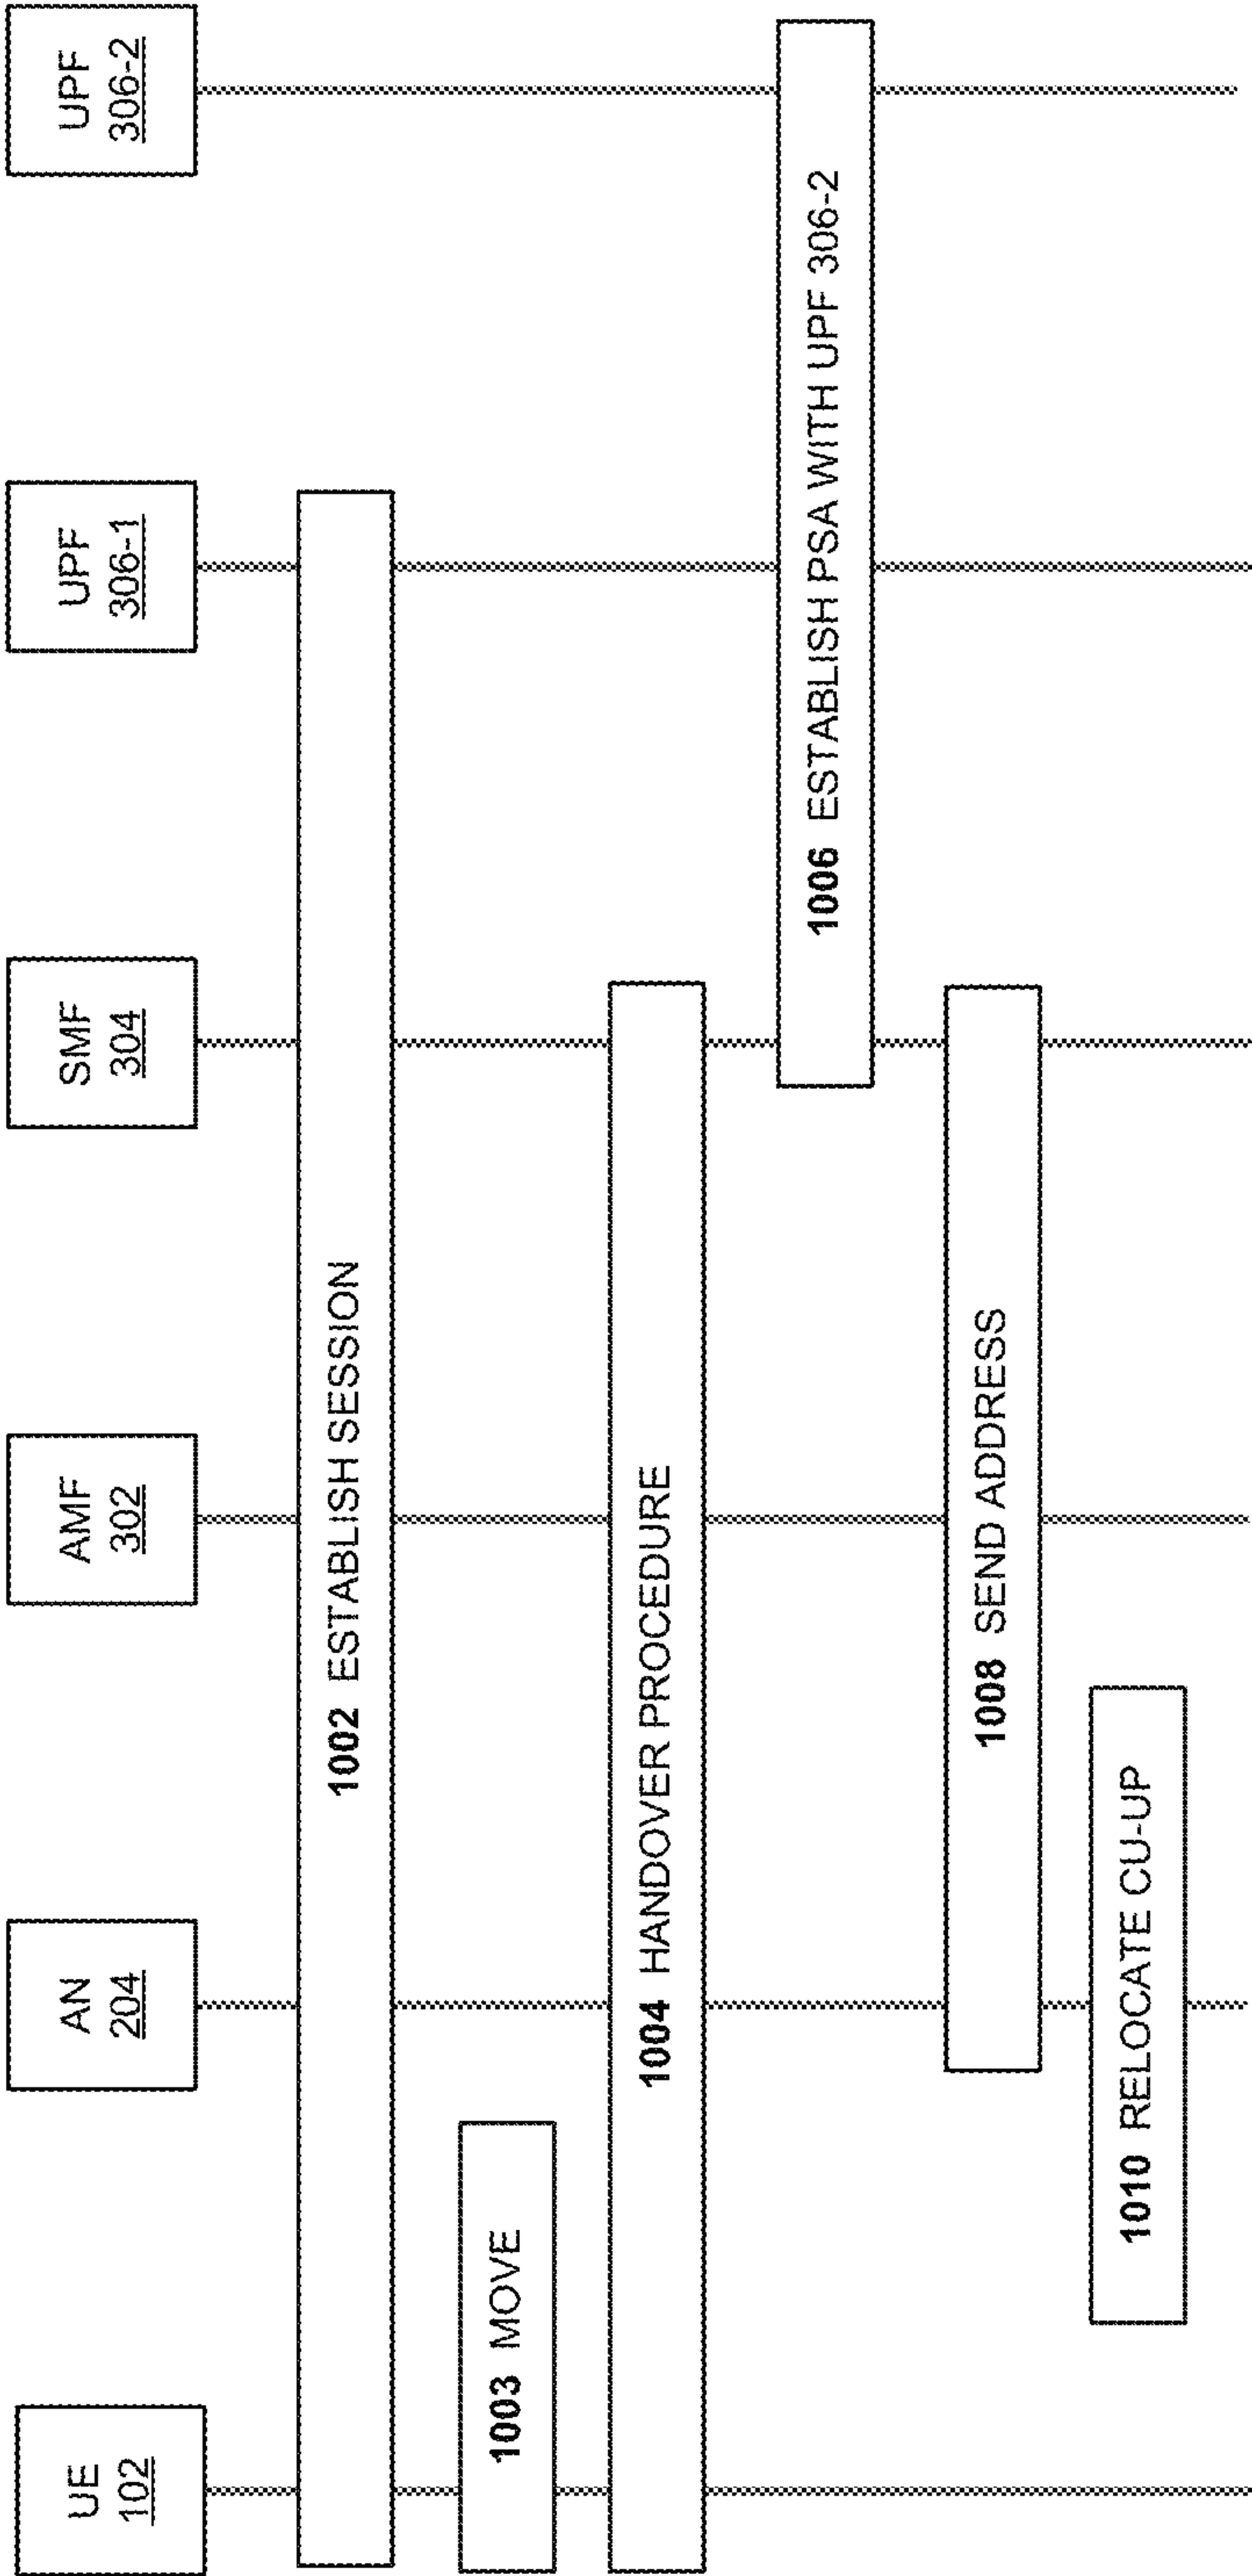 UE
102
AN
204
AMF
302
SMF
304
UPF
306-1
UPF
306-2
1002 ESTABLISH SESSION
1003 MOVE
1004 HANDOVER PROCEDURE
1006 ESTABLISH PSA WITH UPF 306-2
1008 SEND ADDRESS
1010 RELOCATE CU-UP